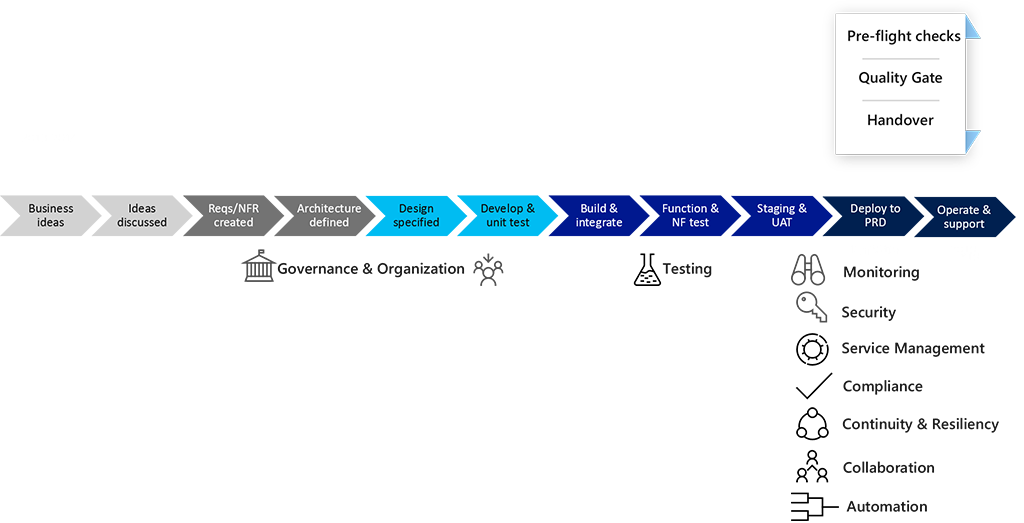 Pre-flight checks
Quality Gate
Handover
Business
ideas
Ideas
discussed
Reqs/NFR
created
Architecture
defined
Design
specified
Develop &
unit test
Build &
integrate
Function &
NF test
Staging &
UAT
Deploy to
PRD
Operate &
support
Governance & Organization
Testing
Monitoring
Security
Service Management
Compliance
Continuity & Resiliency
Collaboration
Automation